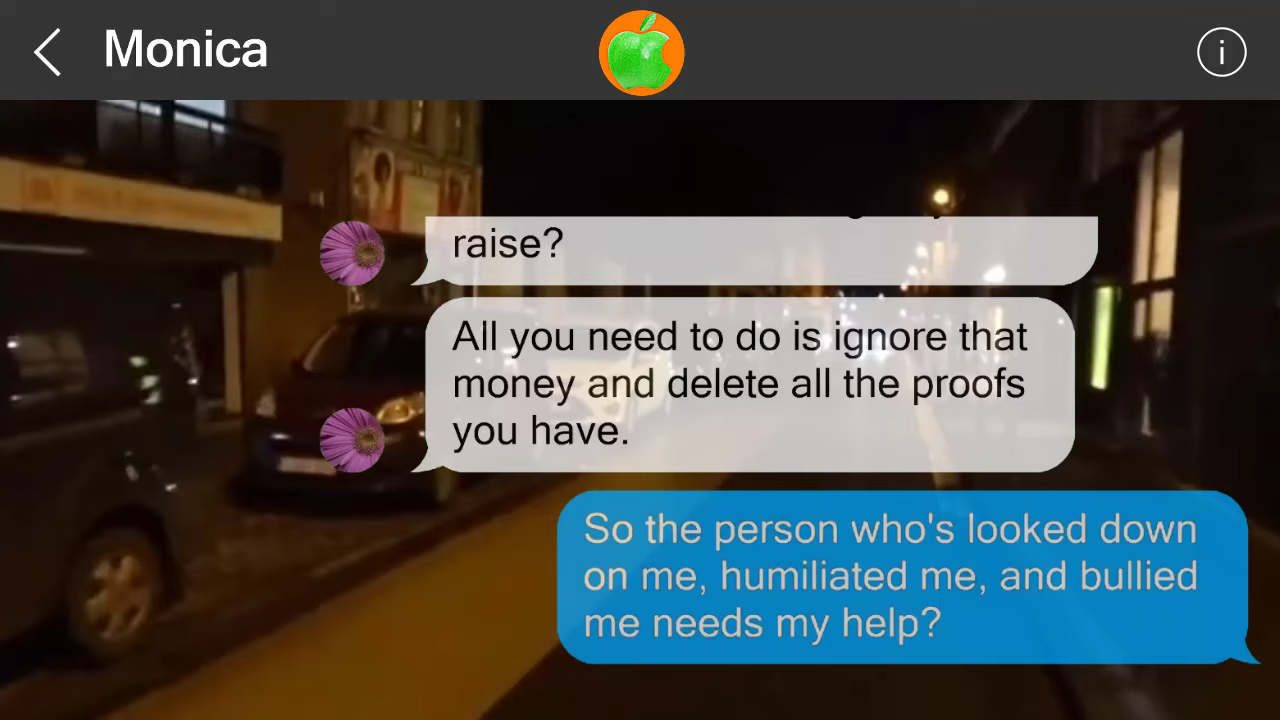 Monica
i
raise?
All you need to do is ignore that
money and delete all the proofs
you have.
So the person who's looked down
on me, humiliated me, and bullied
me needs my help?